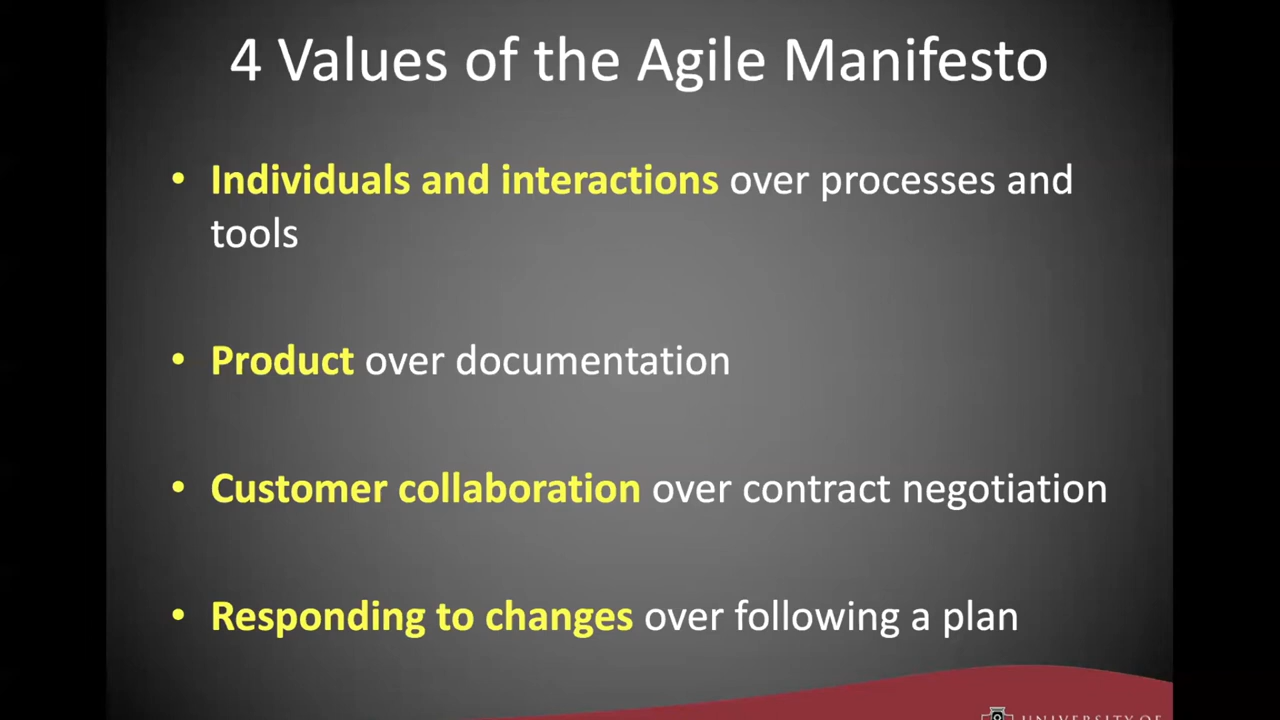 4 Values of the Agile Manifesto
• Individuals and interactions over processes and
tools
• Product over documentation
• Customer collaboration over contract negotiation
• Responding to changes over following a plan
UNIVERSITY OF